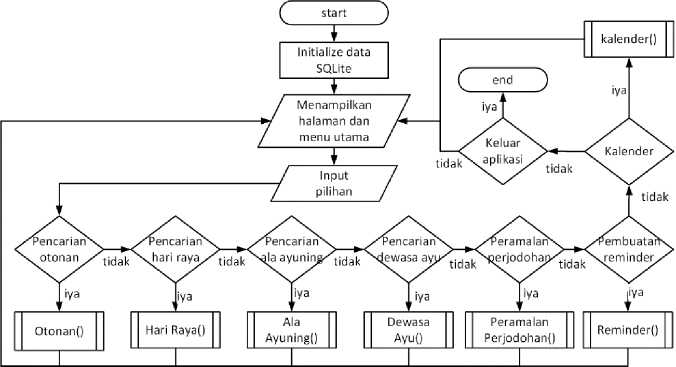 start
Initialize data
SQLite
Menampilkan
halaman dan
menu utama
Input
pilihan
kalender()
iya
end
iya
Keluar
aplikasi
tidak
Kalender
tidak
tidak
Pencarian
otonan
tidak
Pencarian
hari raya
tidak
Pencarian
ala ayuning
tidak
Pencarian
dewasa ayu
tidak
Peramalan
perjodohan
tidak
Pembuatan
reminder
iya
iya
iya
iya
iya
iya
Otonan()
Hari Raya()
Ala
Ayuning()
Dewasa
Ayu()
Peramalan
Perjodohan()
Reminder()